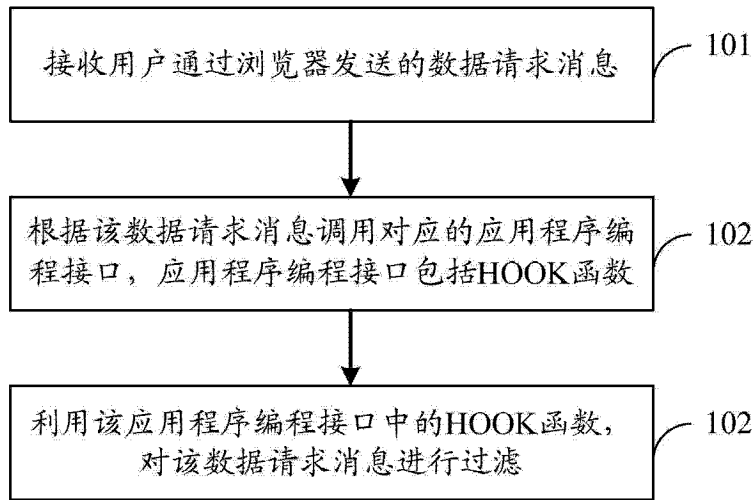 接收用户通过浏览器发送的数据请求消息
101
根据该数据请求消息调用对应的应用程序编
程接口，应用程序编程接口包括HOOK函数
102
利用该应用程序编程接口中的HOOK函数，
对该数据请求消息进行过滤
102